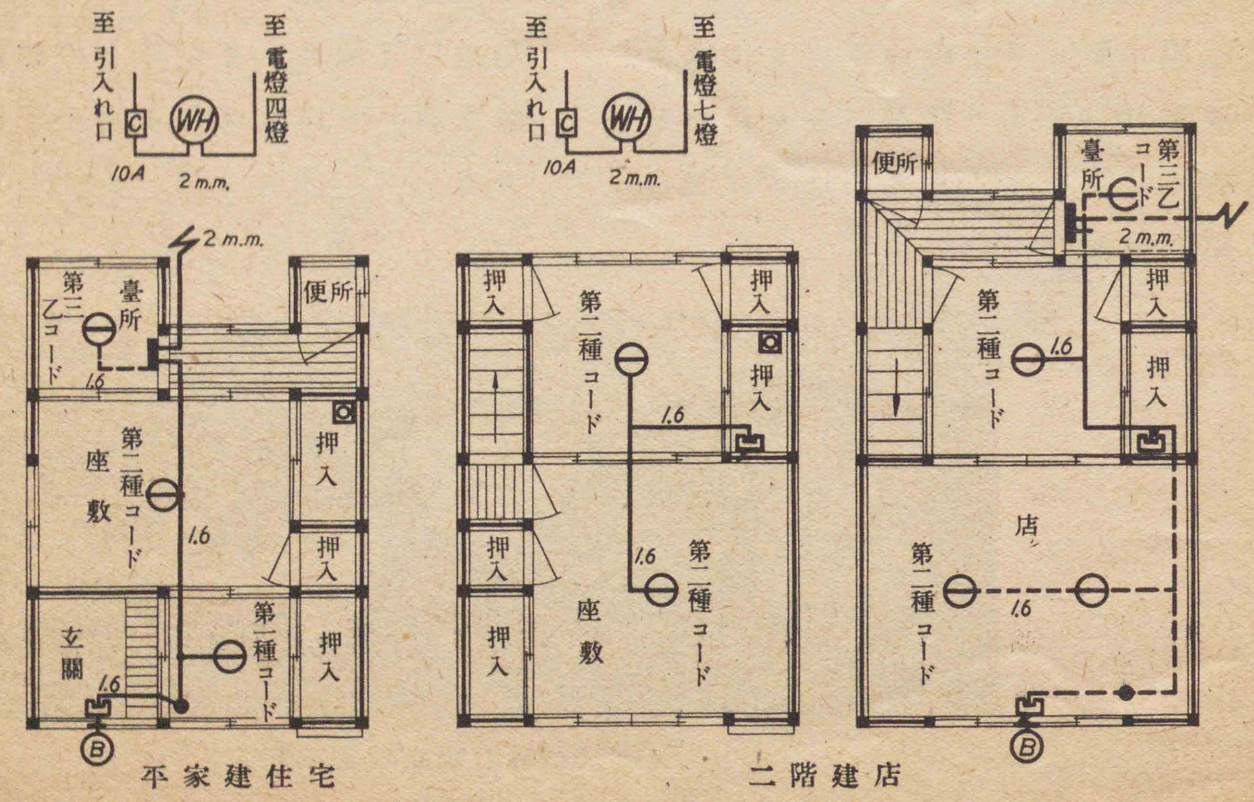 至 引入れ口
至 電燈四燈
C
WH
10A
2 m.m.
至 引入れ口
至 電燈七燈
C
WH
10A
2 m.m.
2 m.m.
第三乙コード
臺所
便所
1.6
座敷
第二種コード
押入
1.6
押入
玄關
第一種コード
押入
1.6
B
平家建住宅
押入
第二種コード
押入
押入
1.6
押入
1.6
第二種コード
座敷
押入
便所
臺所
第三乙コード
2 m.m.
第二種コード
押入
1.6
押入
店
第二種コード
1.6
B
二階建店